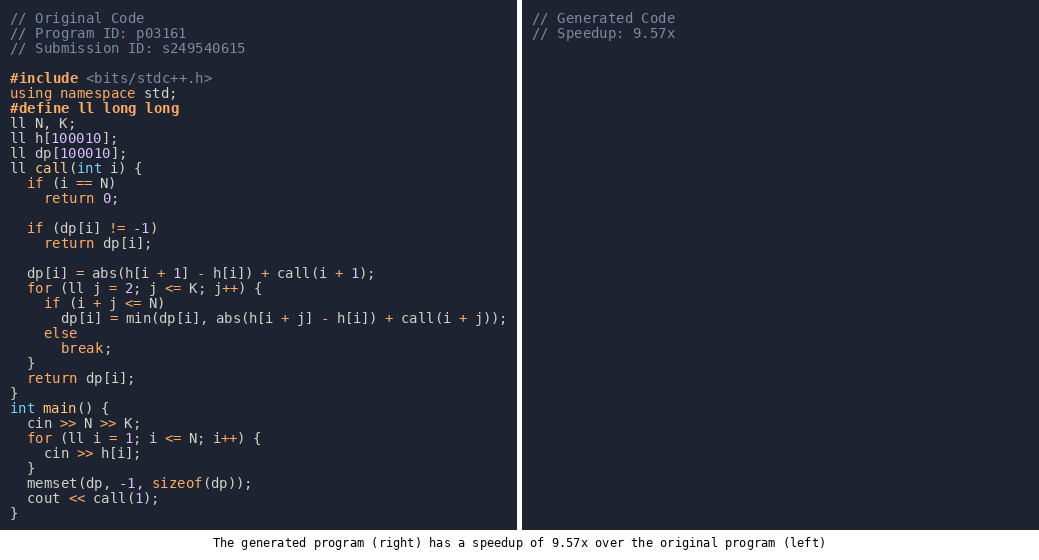 // Original Code
// Program ID: p03161
// Submission ID: s249540615
#include <bits/stdc++.h>
using namespace std;
#define ll long long
ll N, K;
ll h[100010];
ll dp[100010];
ll call(int i) {
  if (i == N)
    return 0;
  if (dp[i] != -1)
    return dp[i];
  dp[i] = abs(h[i + 1] - h[i]) + call(i + 1);
  for (ll j = 2; j <= K; j++) {
    if (i + j <= N)
      dp[i] = min(dp[i], abs(h[i + j] - h[i]) + call(i + j));
    else
      break;
  }
  return dp[i];
}
int main() {
  cin >> N >> K;
  for (ll i = 1; i <= N; i++) {
    cin >> h[i];
  }
  memset(dp, -1, sizeof(dp));
  cout << call(1);
}
// Generated Code
// Speedup: 9.57x
The generated program (right) has a speedup of 9.57x over the original program (left)